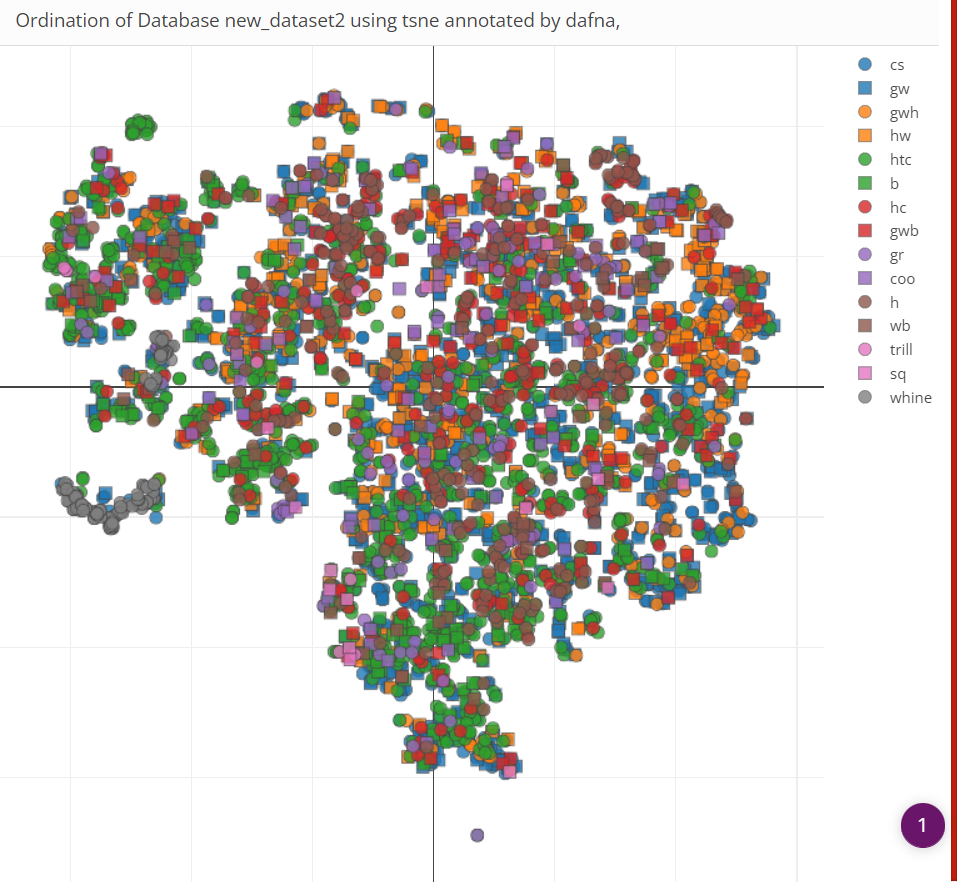 Ordination of Database new_dataset2 using tsne annotated by dafna,
cs
gw
gwh
hw
htc
b
hc
gwb
gr
coo
h
wb
trill
sq
whine
1